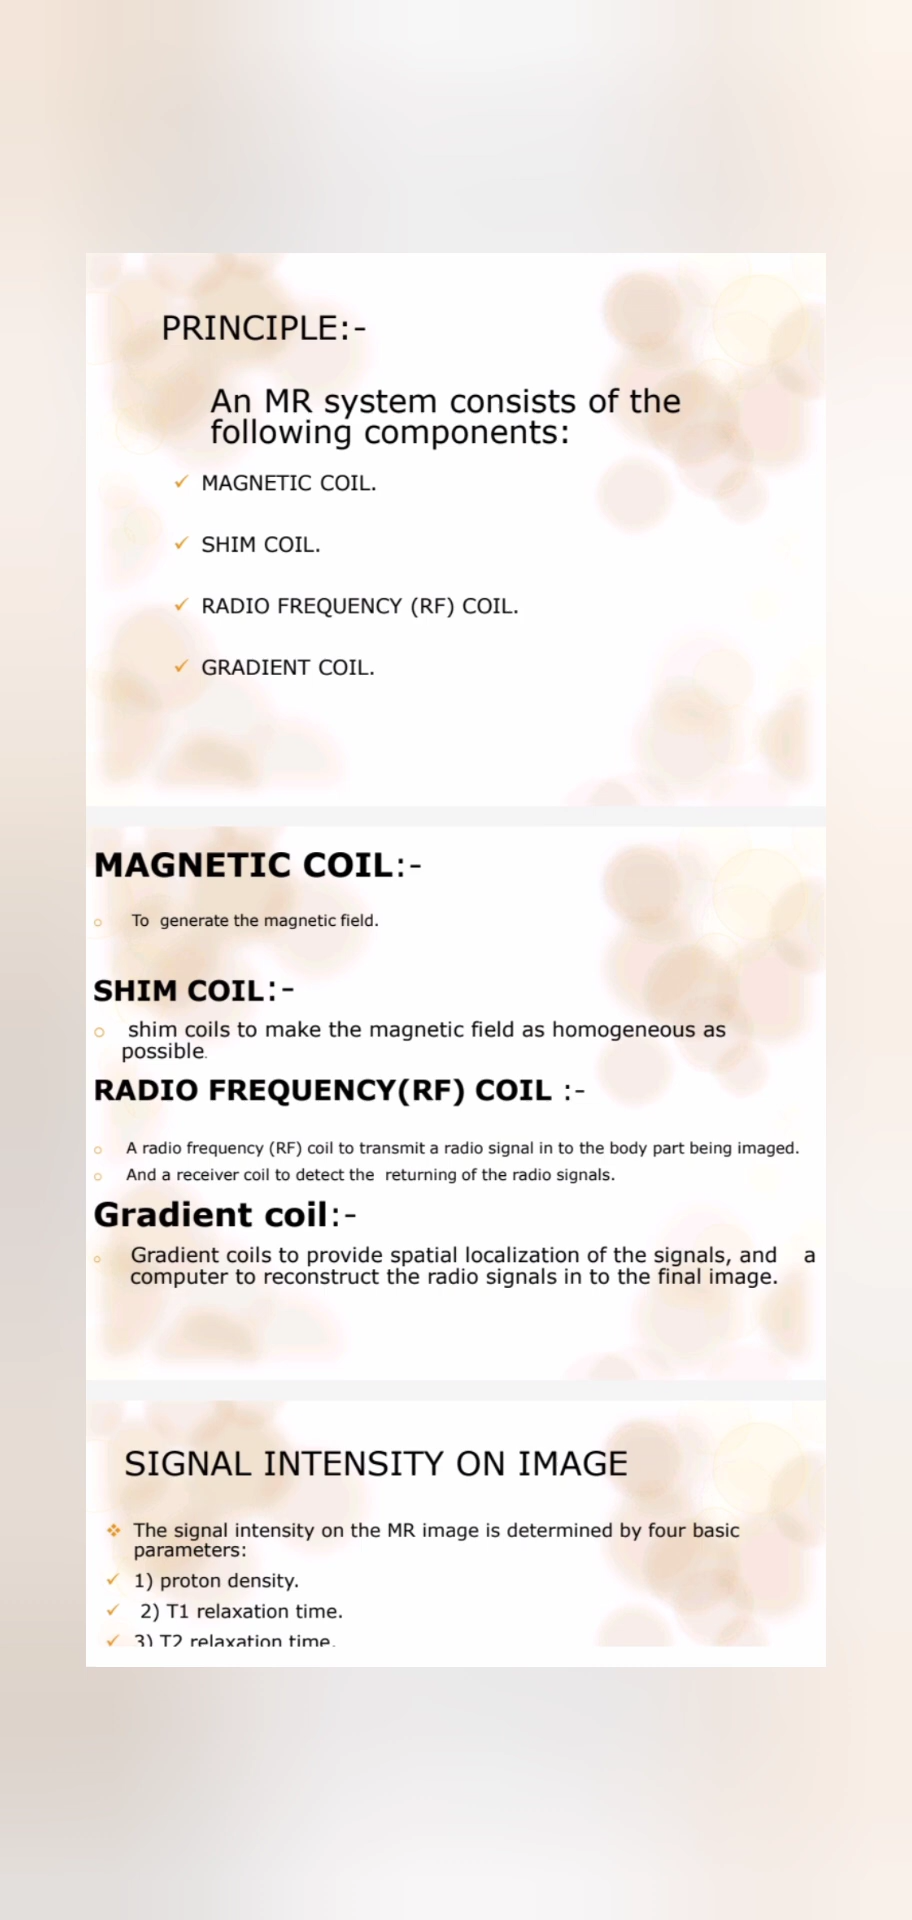 PRINCIPLE:-
An MR system consists of the
following components:
✓ MAGNETIC COIL.
✓ SHIM COIL.
✓ RADIO FREQUENCY (RF) COIL.
✓ GRADIENT COIL.
MAGNETIC COIL:-
o To generate the magnetic field.
SHIM COIL:-
o shim coils to make the magnetic field as homogeneous as
possible.
RADIO FREQUENCY(RF) COIL :-
o A radio frequency (RF) coil to transmit a radio signal in to the body part being imaged.
o And a receiver coil to detect the returning of the radio signals.
Gradient coil:-
o Gradient coils to provide spatial localization of the signals, and a
computer to reconstruct the radio signals in to the final image.
SIGNAL INTENSITY ON IMAGE
❖ The signal intensity on the MR image is determined by four basic
parameters:
✓ 1) proton density.
✓ 2) T1 relaxation time.
✓ 3) T2 relaxation time.